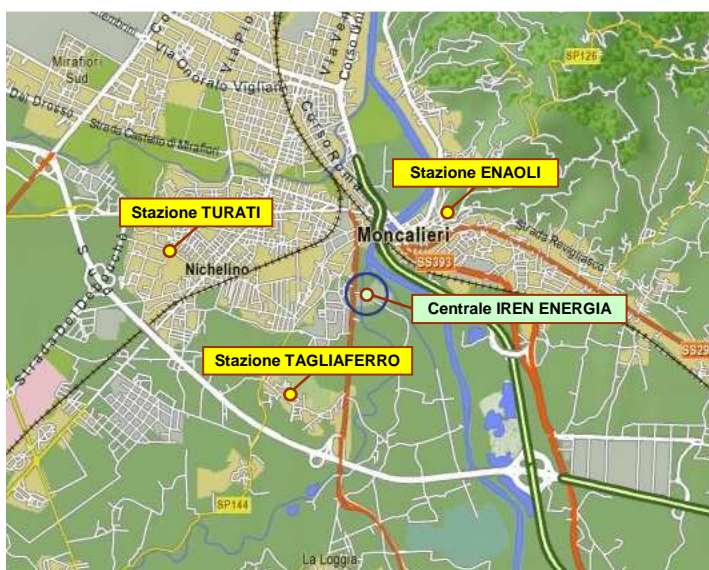 Mirafiori
Sud
Via Onorato Vigliani
Corso Roma
Strada Castello di Mirafiori
SP126
Stazione ENAOLI
Stazione TURATI
Moncalieri
Strada Revigliasco
Nichelino
SS393
Centrale IREN ENERGIA
SS29
Stazione TAGLIAFERRO
SP144
La Loggia